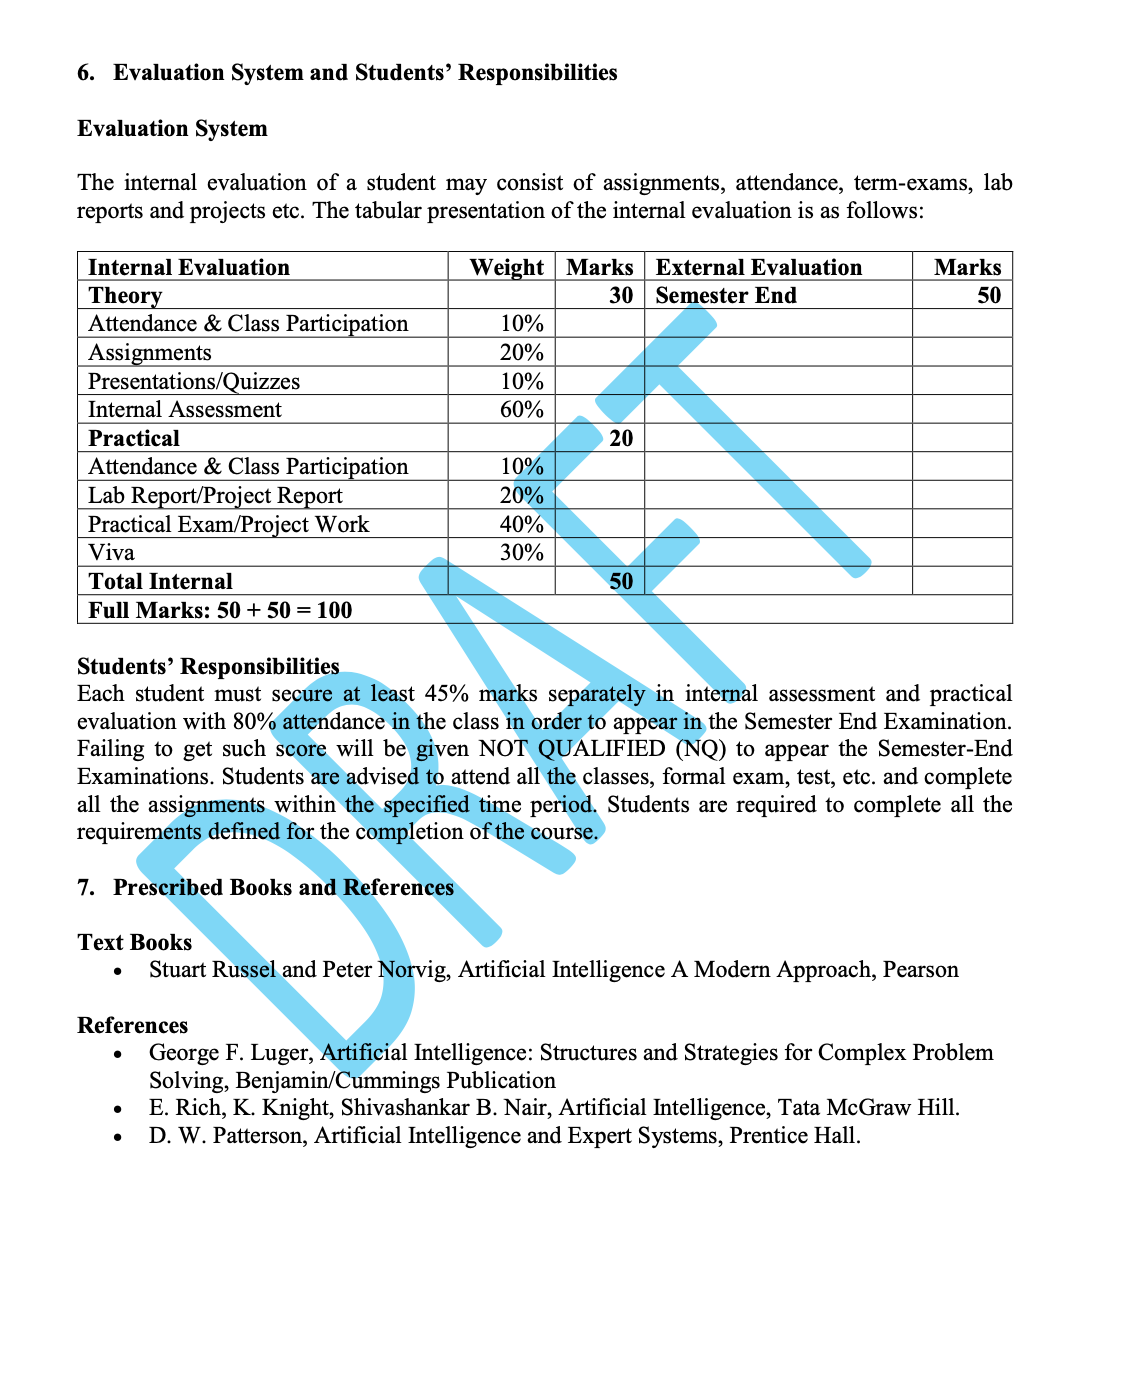 6. Evaluation System and Students’ Responsibilities
Evaluation System
The internal evaluation of a student may consist of assignments, attendance, term-exams, lab
reports and projects etc. The tabular presentation of the internal evaluation is as follows:
Internal Evaluation Weight Marks External Evaluation Marks
Theory 30 Semester End 50
Attendance & Class Participation 10%
Assignments 20%
Presentations/Quizzes 10%
Internal Assessment 60%
Practical 20
Attendance & Class Participation 10%
Lab Report/Project Report 20%
Practical Exam/Project Work 40%
Viva 30%
Total Internal 50
Full Marks: 50 + 50 = 100
Students’ Responsibilities
Each student must secure at least 45% marks separately in internal assessment and practical
evaluation with 80% attendance in the class in order to appear in the Semester End Examination.
Failing to get such score will be given NOT QUALIFIED (NQ) to appear the Semester-End
Examinations. Students are advised to attend all the classes, formal exam, test, etc. and complete
all the assignments within the specified time period. Students are required to complete all the
requirements defined for the completion of the course.
7. Prescribed Books and References
Text Books
• Stuart Russel and Peter Norvig, Artificial Intelligence A Modern Approach, Pearson
References
• George F. Luger, Artificial Intelligence: Structures and Strategies for Complex Problem
Solving, Benjamin/Cummings Publication
• E. Rich, K. Knight, Shivashankar B. Nair, Artificial Intelligence, Tata McGraw Hill.
• D. W. Patterson, Artificial Intelligence and Expert Systems, Prentice Hall.
DRAFT